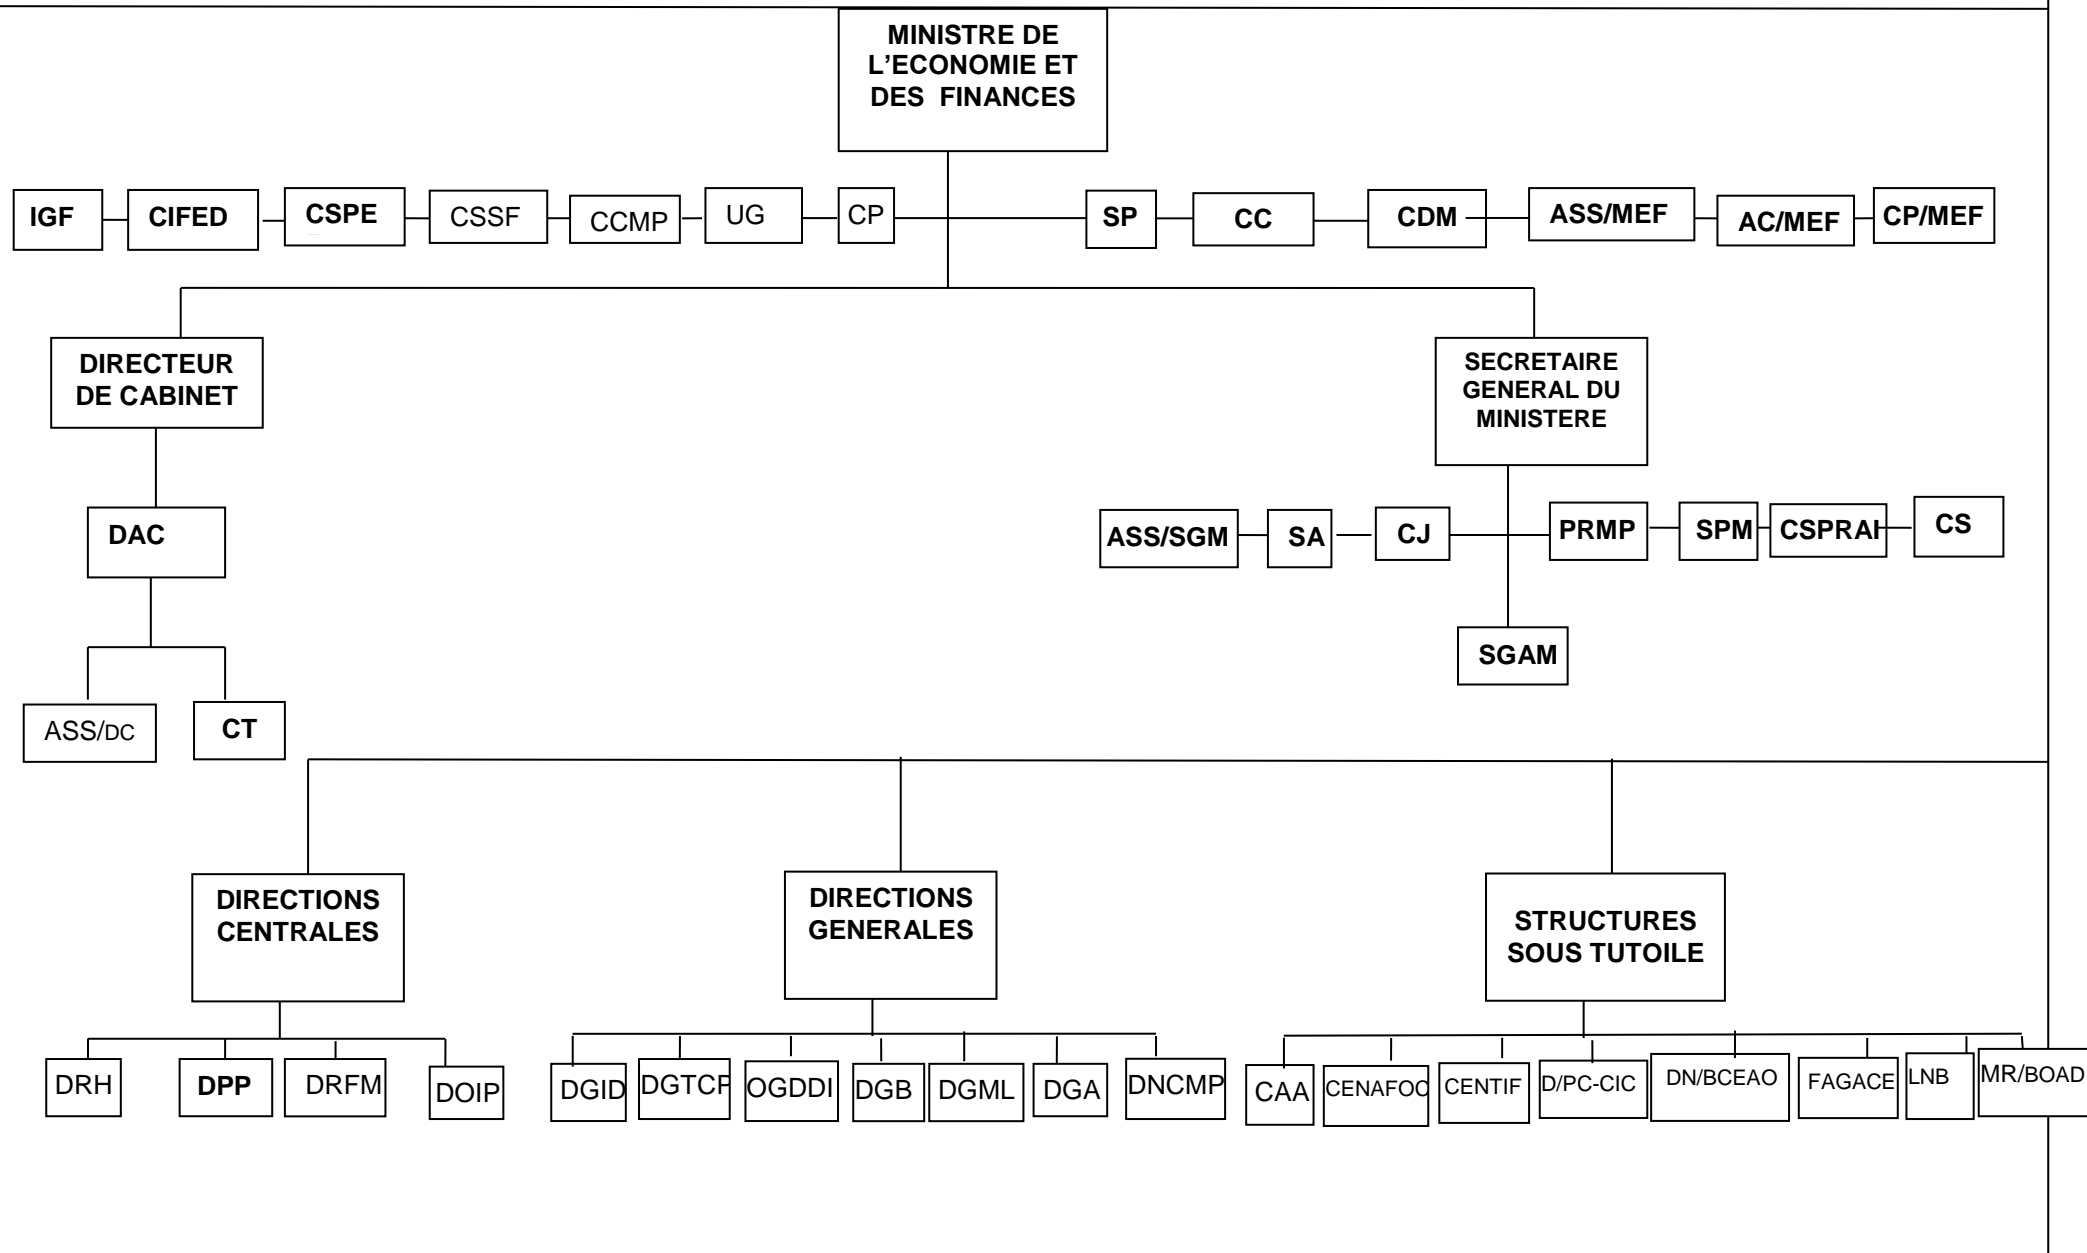 MINISTRE DE
L’ECONOMIE ET
DES FINANCES
IGF
CIFED
CSPE
CSSF
CCMP
UG
CP
SP
CC
CDM
ASS/MEF
AC/MEF
CP/MEF
DIRECTEUR
DE CABINET
SECRETAIRE
GENERAL DU
MINISTERE
DAC
ASS/SGM
SA
CJ
PRMP
SPM
CSPRAI
CS
SGAM
ASS/DC
CT
DIRECTIONS
CENTRALES
DIRECTIONS
GENERALES
STRUCTURES
SOUS TUTOILE
DRH
DPP
DRFM
DOIP
DGID
DGTCP
OGDDI
DGB
DGML
DGA
DNCMP
CAA
CENAFOC
CENTIF
D/PC-CIC
DN/BCEAO
FAGACE
LNB
MR/BOAD